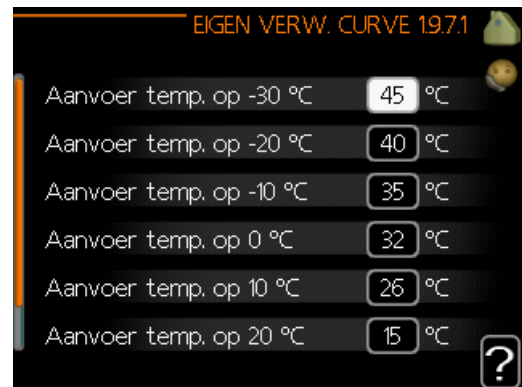 EIGEN VERW. CURVE 1.9.7.1
Aanvoer temp. op -30 °C 45 °C
Aanvoer temp. op -20 °C 40 °C
Aanvoer temp. op -10 °C 35 °C
Aanvoer temp. op 0 °C 32 °C
Aanvoer temp. op 10 °C 26 °C
Aanvoer temp. op 20 °C 15 °C
?